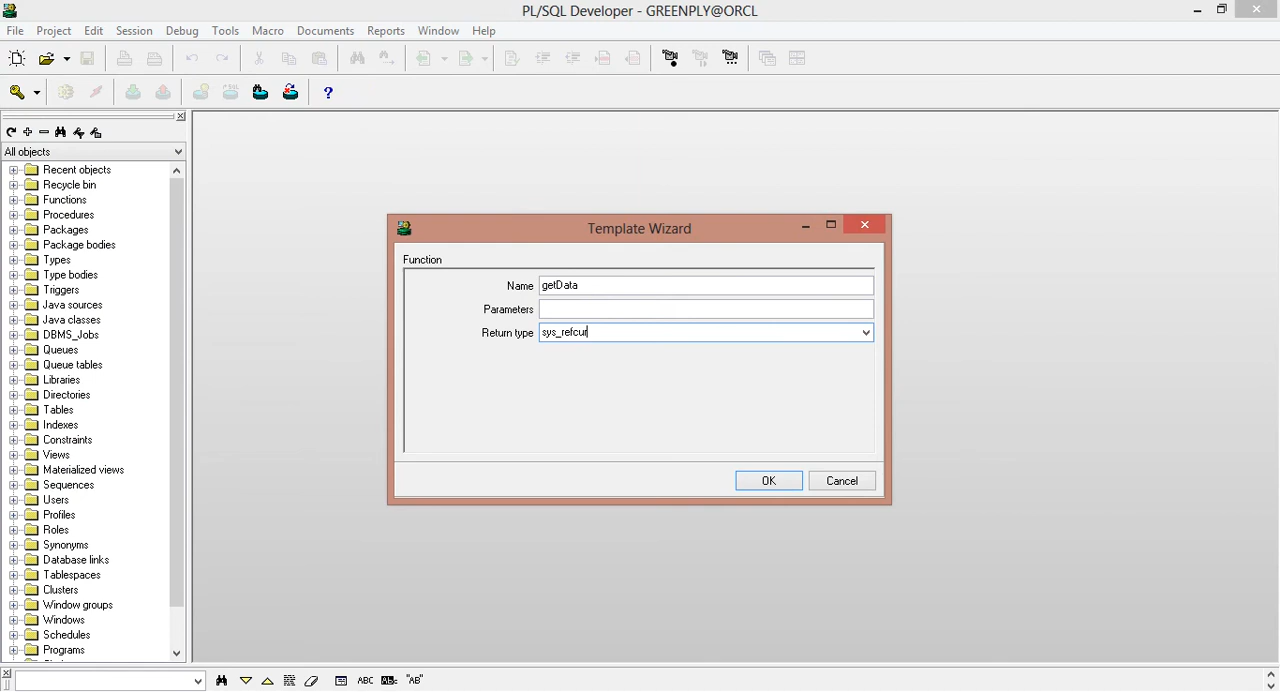 PL/SQL Developer - GREENPLY@ORCL
File Project Edit Session Debug Tools Macro Documents Reports Window Help
All objects
Recent objects
Recycle bin
Functions
Procedures
Packages
Package bodies
Types
Type bodies
Triggers
Java sources
Java classes
DBMS_Jobs
Queues
Queue tables
Libraries
Directories
Tables
Indexes
Constraints
Views
Materialized views
Sequences
Users
Profiles
Roles
Synonyms
Database links
Tablespaces
Clusters
Window groups
Windows
Schedules
Programs
Template Wizard
Function
Name getData
Parameters
Return type sys_refcur
OK Cancel
ABC "AB"